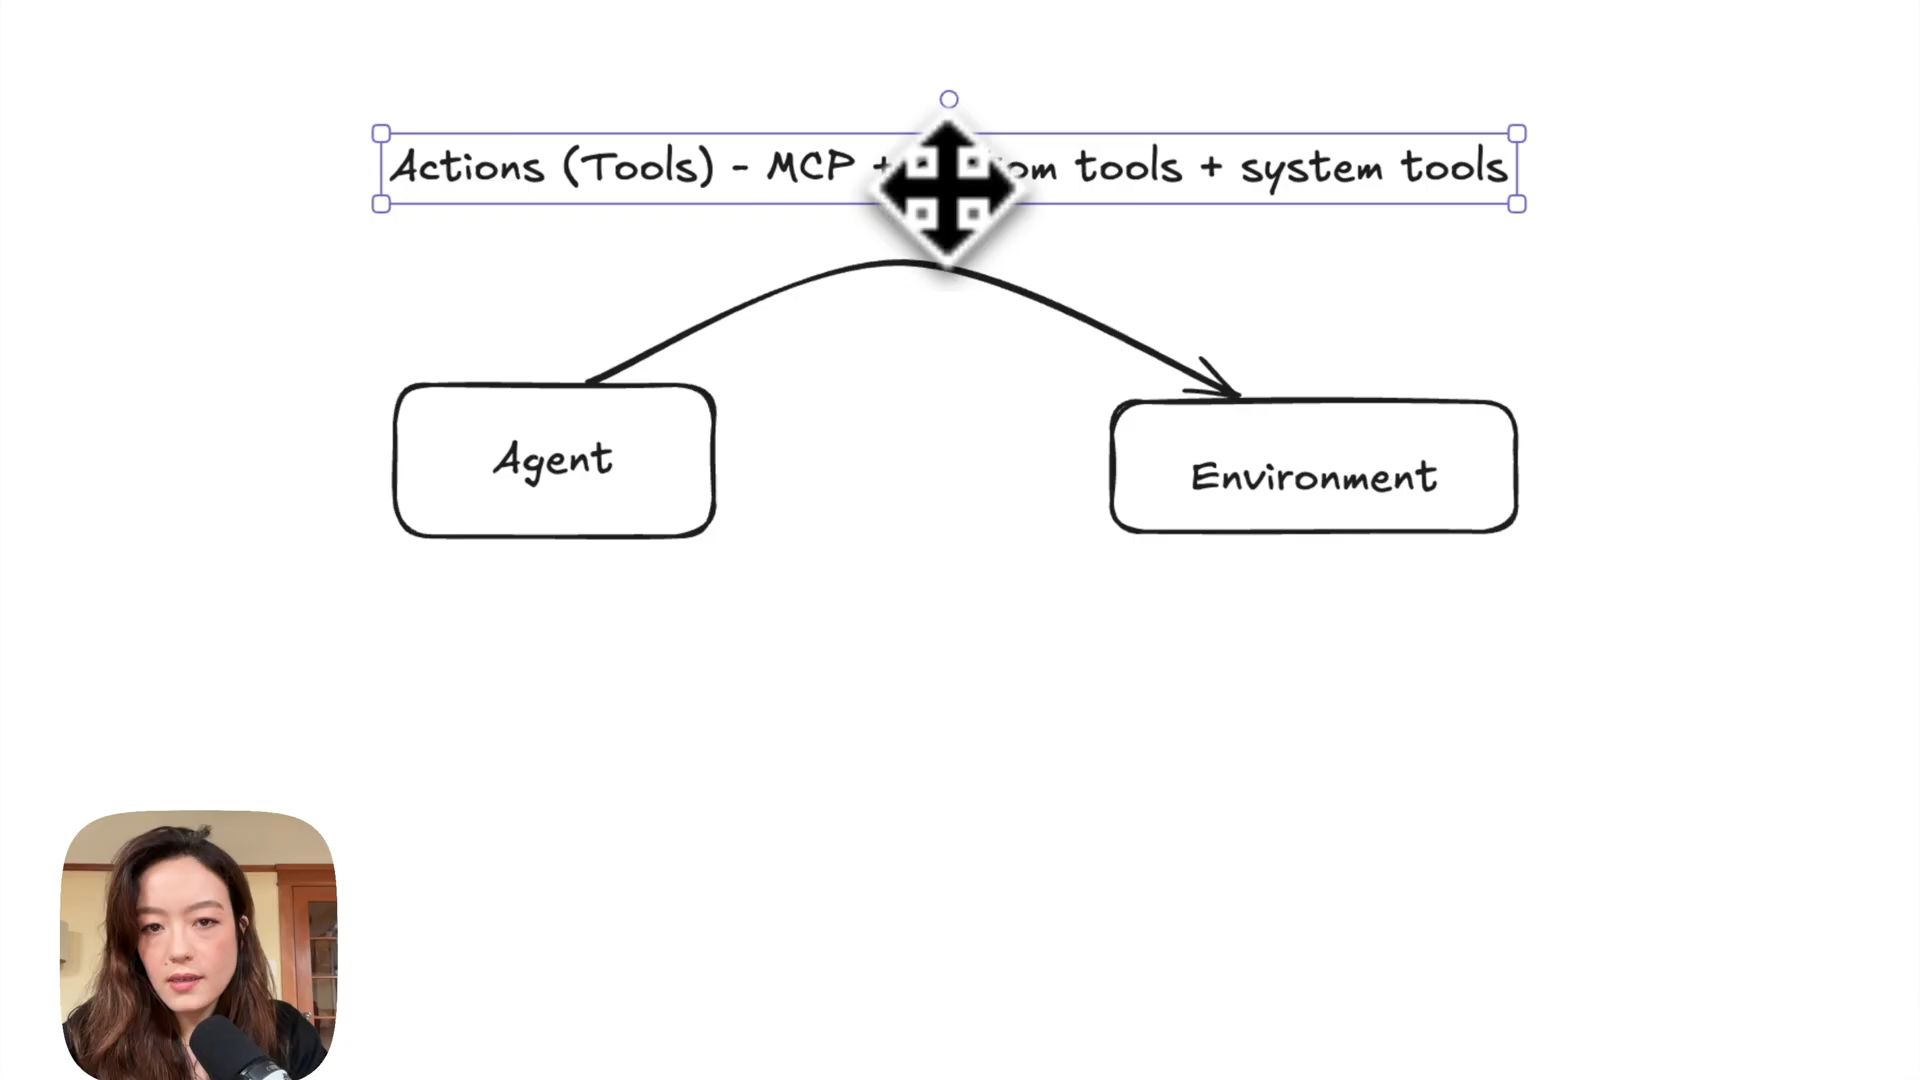 Actions (Tools) - MCP + tools + system tools
Agent
Environment